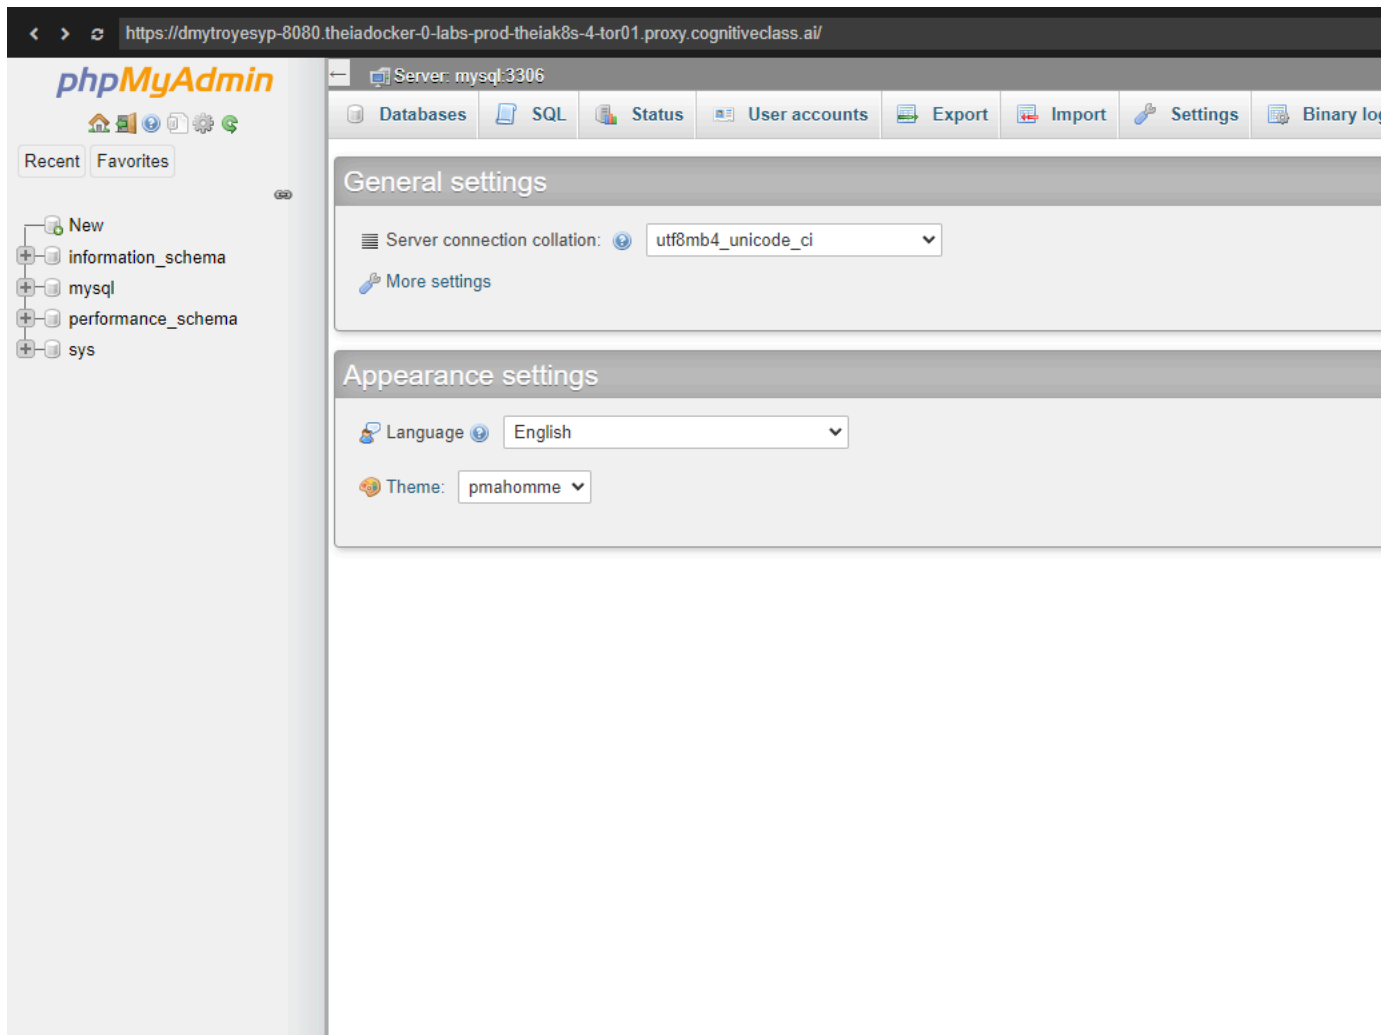 https://dmytroyesyp-8080.theiadocker-0-labs-prod-theiak8s-4-tor01.proxy.cognitiveclass.ai/
phpMyAdmin
Recent Favorites
New
information_schema
mysql
performance_schema
sys
Server: mysql:3306
Databases SQL Status User accounts Export Import Settings Binary log
General settings
Server connection collation: utf8mb4_unicode_ci
More settings
Appearance settings
Language English
Theme: pmahomme